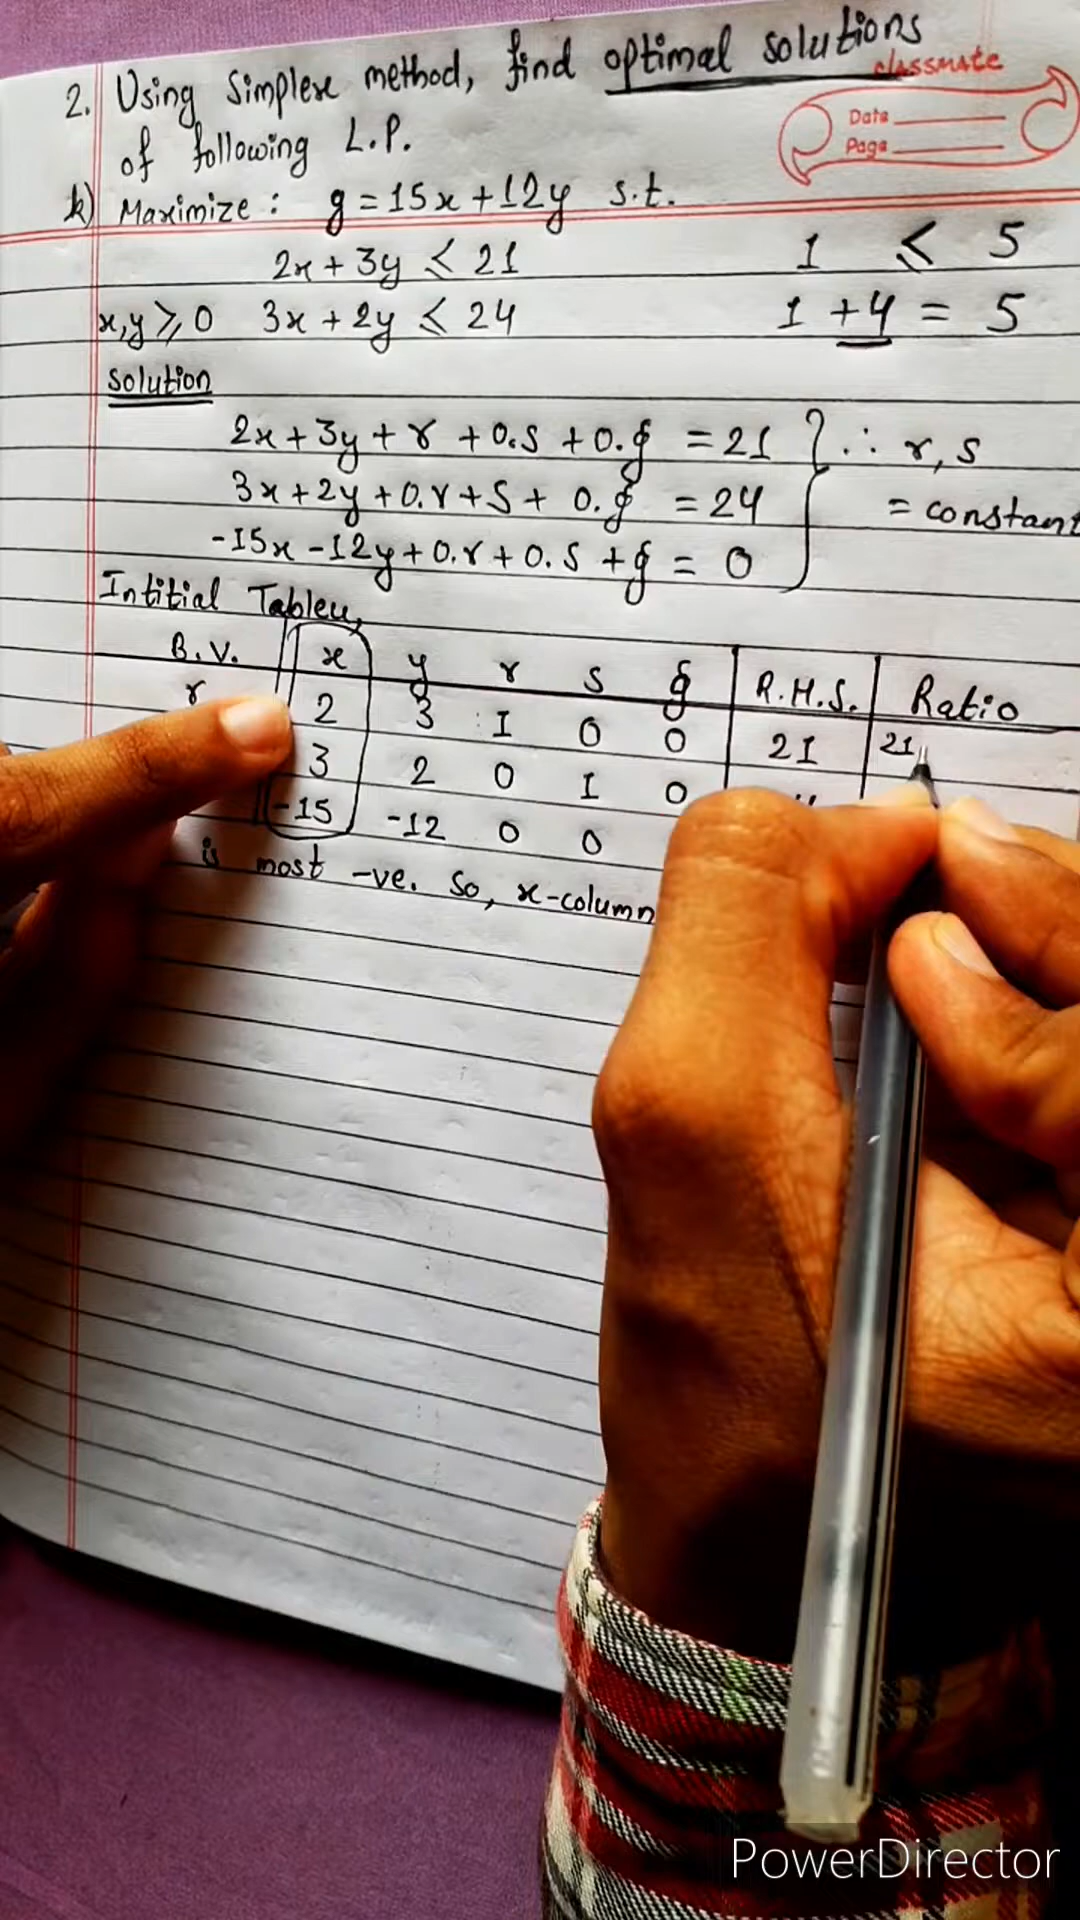 2. Using Simplex method, find optimal solutions
of following L.P.
classmate
Date
Page
k) Maximize : g = 15x + 12y s.t.
2x + 3y ≤ 21
1 ≤ 5
x, y ≥ 0 3x + 2y ≤ 24
1 + 4 = 5
Solution
2x + 3y + r + 0.s + 0.g = 21 } ∴ r, s
3x + 2y + 0.r + s + 0.g = 24 = constant
-15x - 12y + 0.r + 0.s + g = 0
Intitial Tableu,
B.V. x y r s g R.H.S. Ratio
r 2 3 1 0 0 21 21
3 2 0 1 0
-15 -12 0 0
is most -ve. So, x-column
PowerDirector